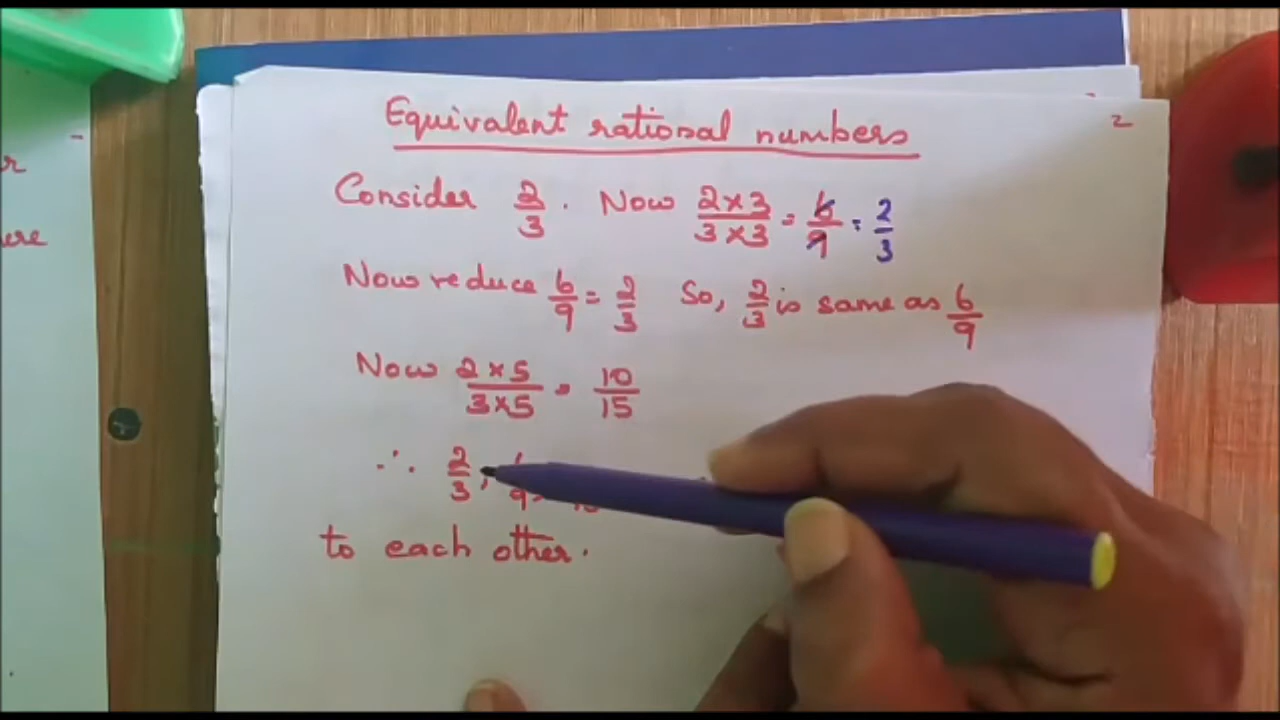 Equivalent rational numbers
2
Consider 2/3. Now 2×3/3×3 = 6/9 = 2/3
Now reduce 6/9 = 2/3 So, 2/3 is same as 6/9
Now 2×5/3×5 = 10/15
∴ 2/3,
to each other.
r
ere